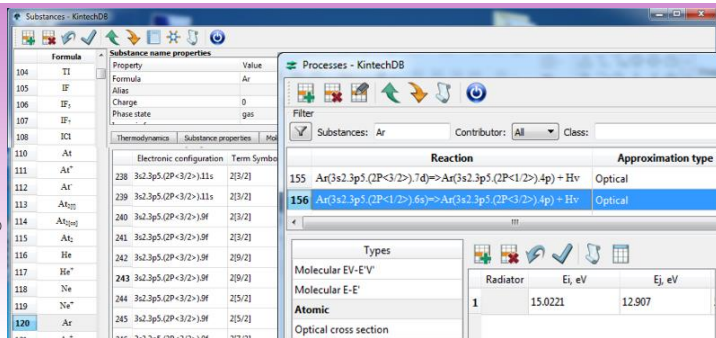 Substances - KintechDB
Formula
104 TI
105 IF
106 IF₅
107 IF₇
108 ICl
110 At
111 At⁺
112 At⁻
113
114
115 At₂
116 He
117 He⁺
118 Ne
119 Ne⁺
120 Ar
Substance name properties
Property Value
Formula Ar
Alias
Charge 0
Phase state gas
Thermodynamics Substance properties Mol
Electronic configuration Term Symbo
238 3s2.3p5.(2P<3/2>).11s 2[3/2]
239 3s2.3p5.(2P<3/2>).11s 2[3/2]
240 3s2.3p5.(2P<3/2>).9f 2[3/2]
241 3s2.3p5.(2P<3/2>).9f 2[3/2]
242 3s2.3p5.(2P<3/2>).9f 2[9/2]
243 3s2.3p5.(2P<3/2>).9f 2[9/2]
244 3s2.3p5.(2P<3/2>).9f 2[5/2]
245 3s2.3p5.(2P<3/2>).9f 2[5/2]
Processes - KintechDB
Filter
Substances: Ar Contributor: All Class:
Reaction Approximation type
155 Ar(3s2.3p5.(2P<3/2>).7d)=>Ar(3s2.3p5.(2P<3/2>).4p) + Hv Optical
156 Ar(3s2.3p5.(2P<1/2>).6s)=>Ar(3s2.3p5.(2P<3/2>).4p) + Hv Optical
Types
Molecular EV-E'V'
Molecular E-E'
Atomic
Optical cross section
Radiator Ei, eV Ej, eV
1 15.0221 12.907